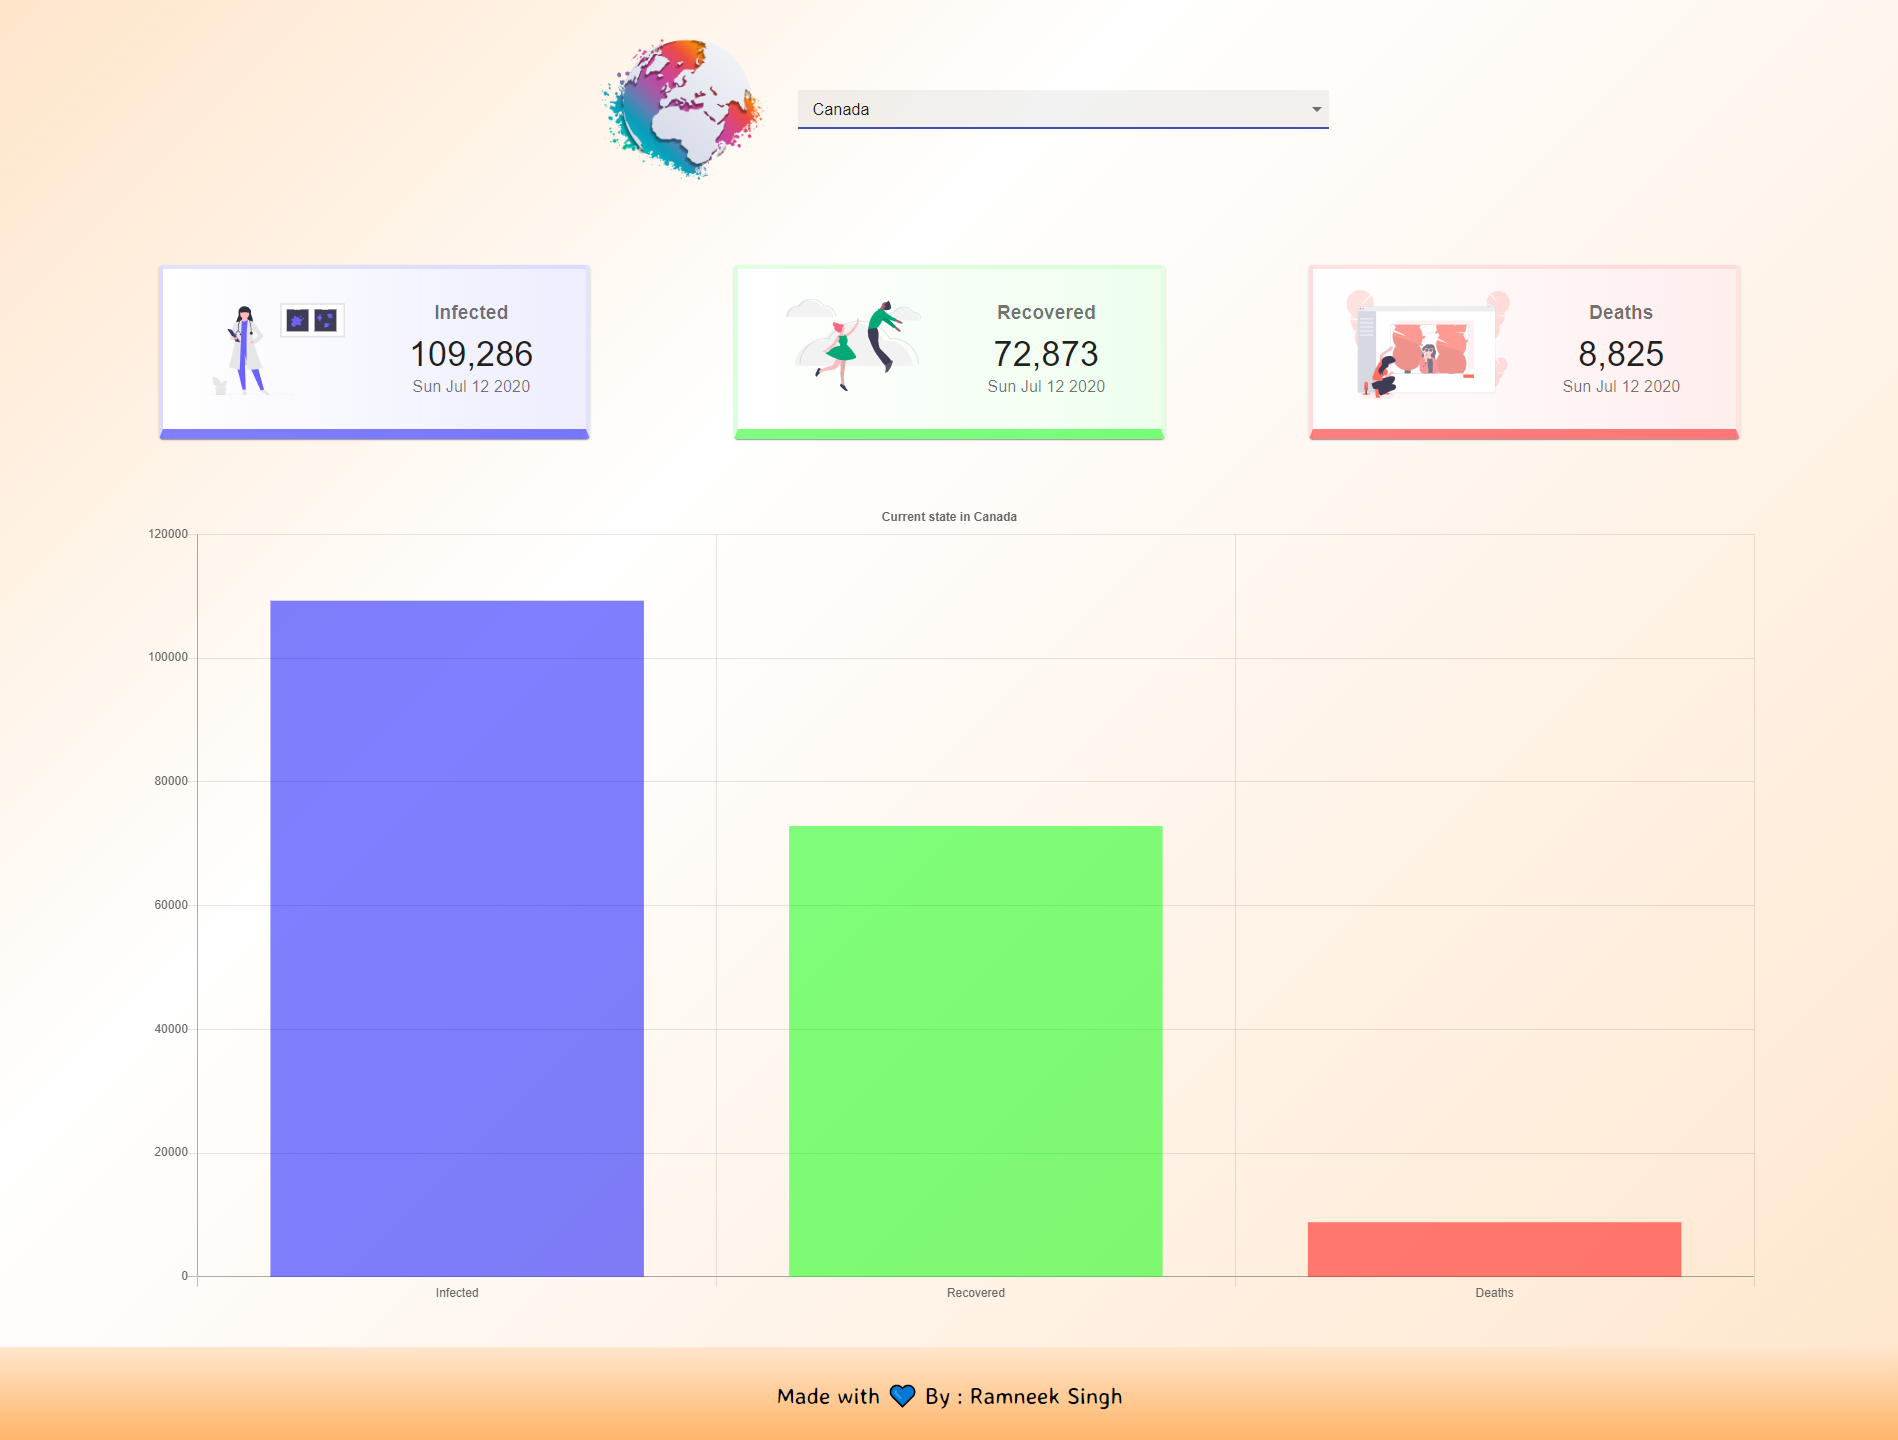 Canada
Infected
109,286
Sun Jul 12 2020
Recovered
72,873
Sun Jul 12 2020
Deaths
8,825
Sun Jul 12 2020
Current state in Canada
120000
100000
80000
60000
40000
20000
0
Infected
Recovered
Deaths
Made with 💙 By : Ramneek Singh